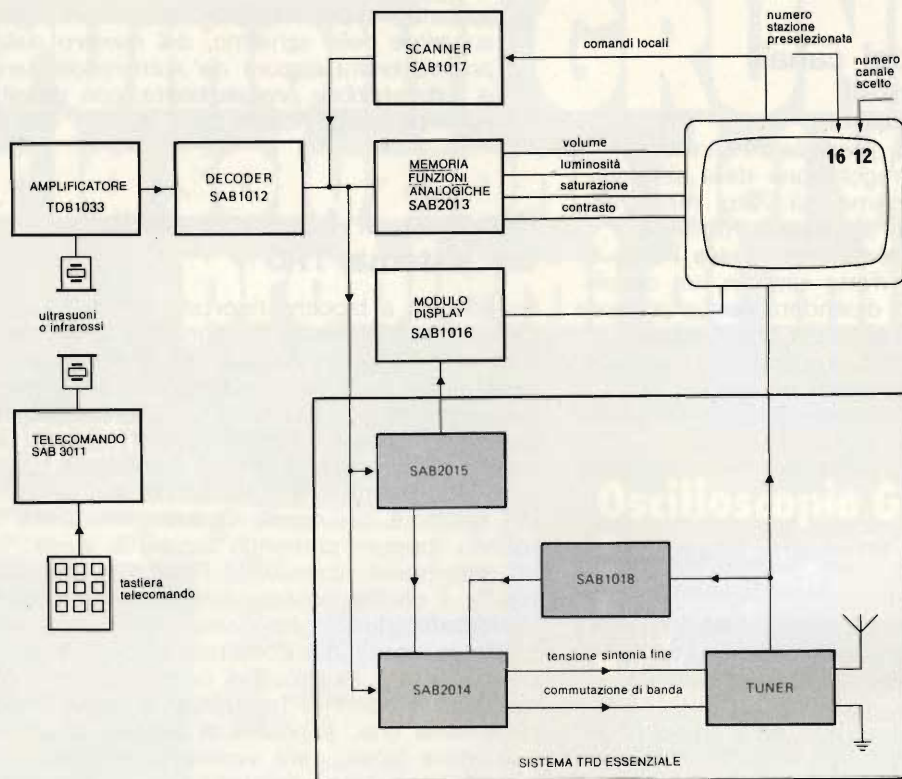 numero
stazione
preselezionata
numero
canale
scelto
SCANNER
SAB1017
comandi locali
16 12
AMPLIFICATORE
TDB1033
DECODER
SAB1012
MEMORIA
FUNZIONI
ANALOGICHE
SAB2013
volume
luminosità
saturazione
contrasto
ultrasuoni
o infrarossi
MODULO
DISPLAY
SAB1016
TELECOMANDO
SAB 3011
SAB2015
tastiera
telecomando
SAB1018
SAB2014
tensione sintonia fine
commutazione di banda
TUNER
SISTEMA TRD ESSENZIALE